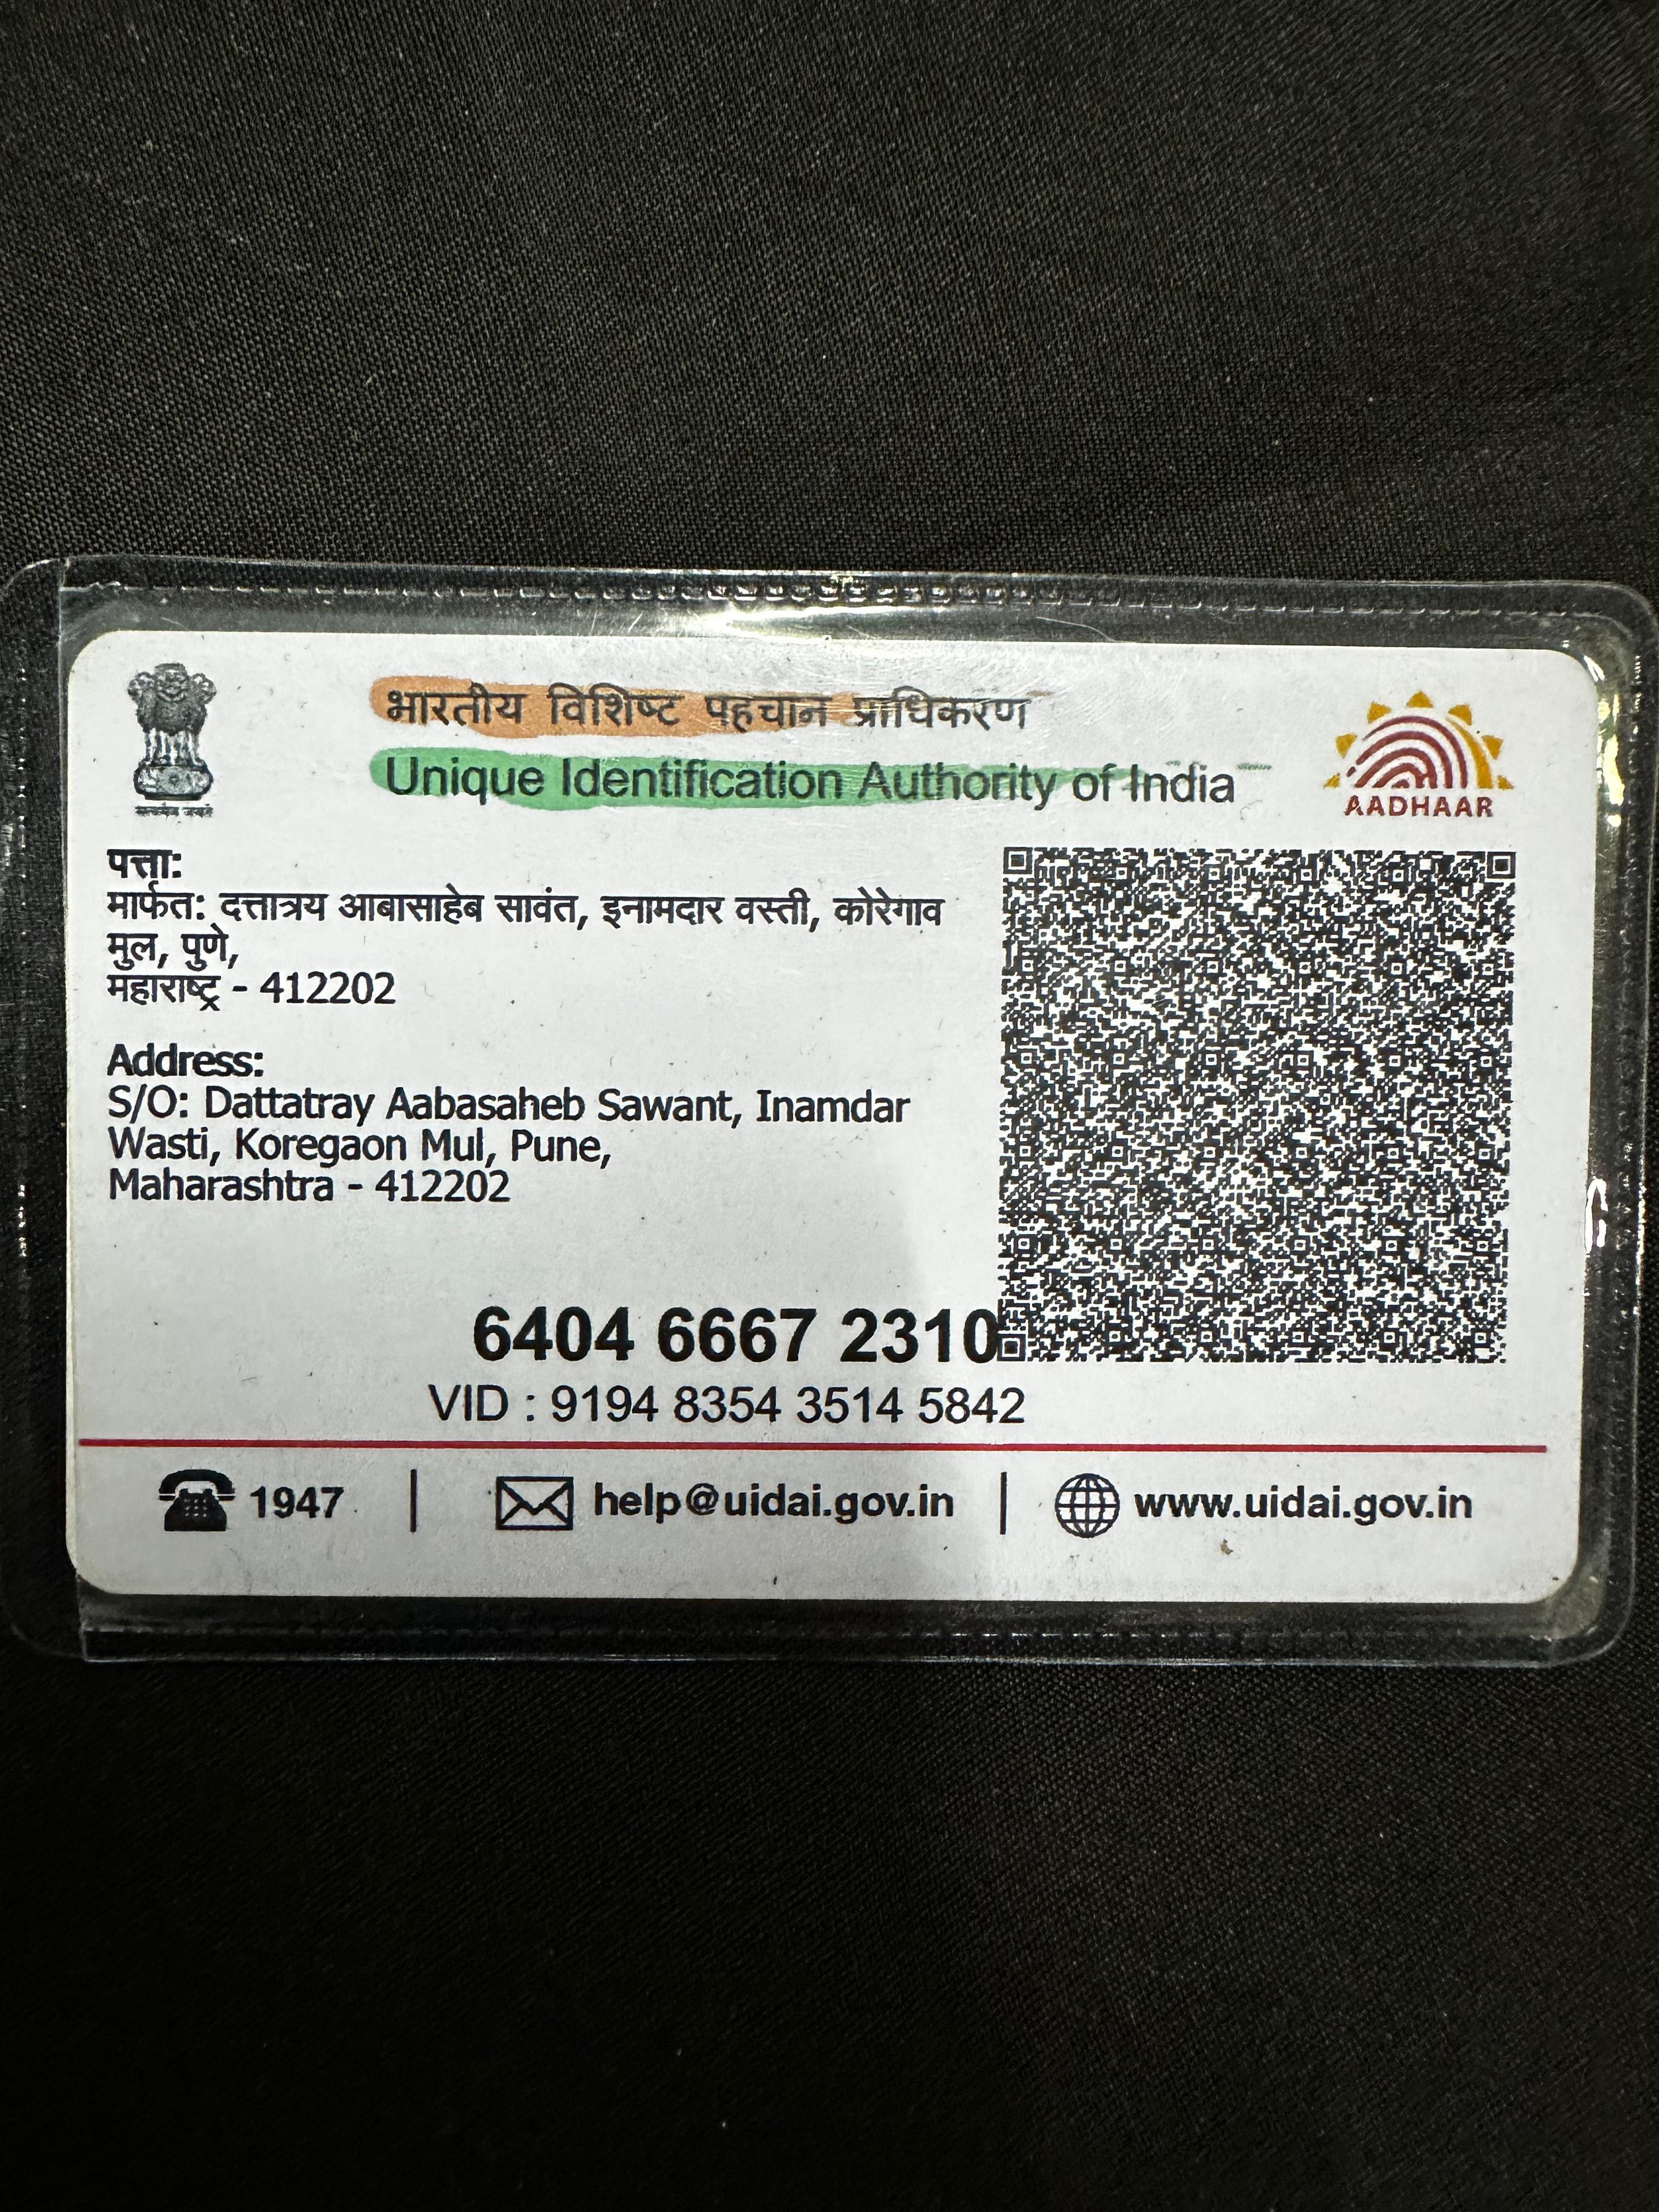 भारतीय विशिष्ट पहचान प्राधिकरण
Unique Identification Authority of India
AADHAAR
पत्ता:
मार्फत: दत्तात्रय आबासाहेब सावंत, इनामदार वस्ती, कोरेगाव
मुल, पुणे,
महाराष्ट्र - 412202
Address:
S/O: Dattatray Aabasaheb Sawant, Inamdar
Wasti, Koregaon Mul, Pune,
Maharashtra - 412202
6404 6667 2310
VID : 9194 8354 3514 5842
1947 | help@uidai.gov.in | www.uidai.gov.in